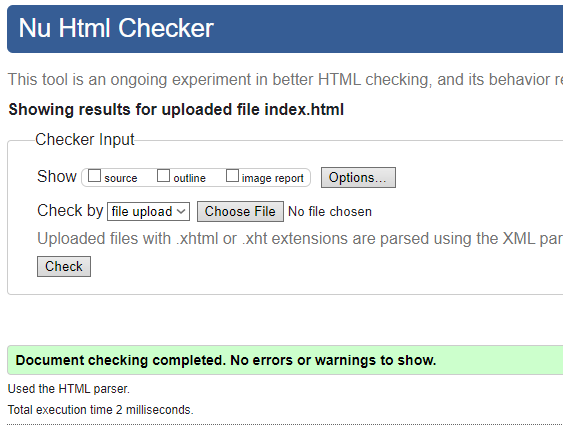 Nu Html Checker
This tool is an ongoing experiment in better HTML checking, and its behavior
Showing results for uploaded file index.html
Checker Input
Show source outline image report Options...
Check by file upload Choose File No file chosen
Uploaded files with .xhtml or .xht extensions are parsed using the XML
Check
Document checking completed. No errors or warnings to show.
Used the HTML parser.
Total execution time 2 milliseconds.